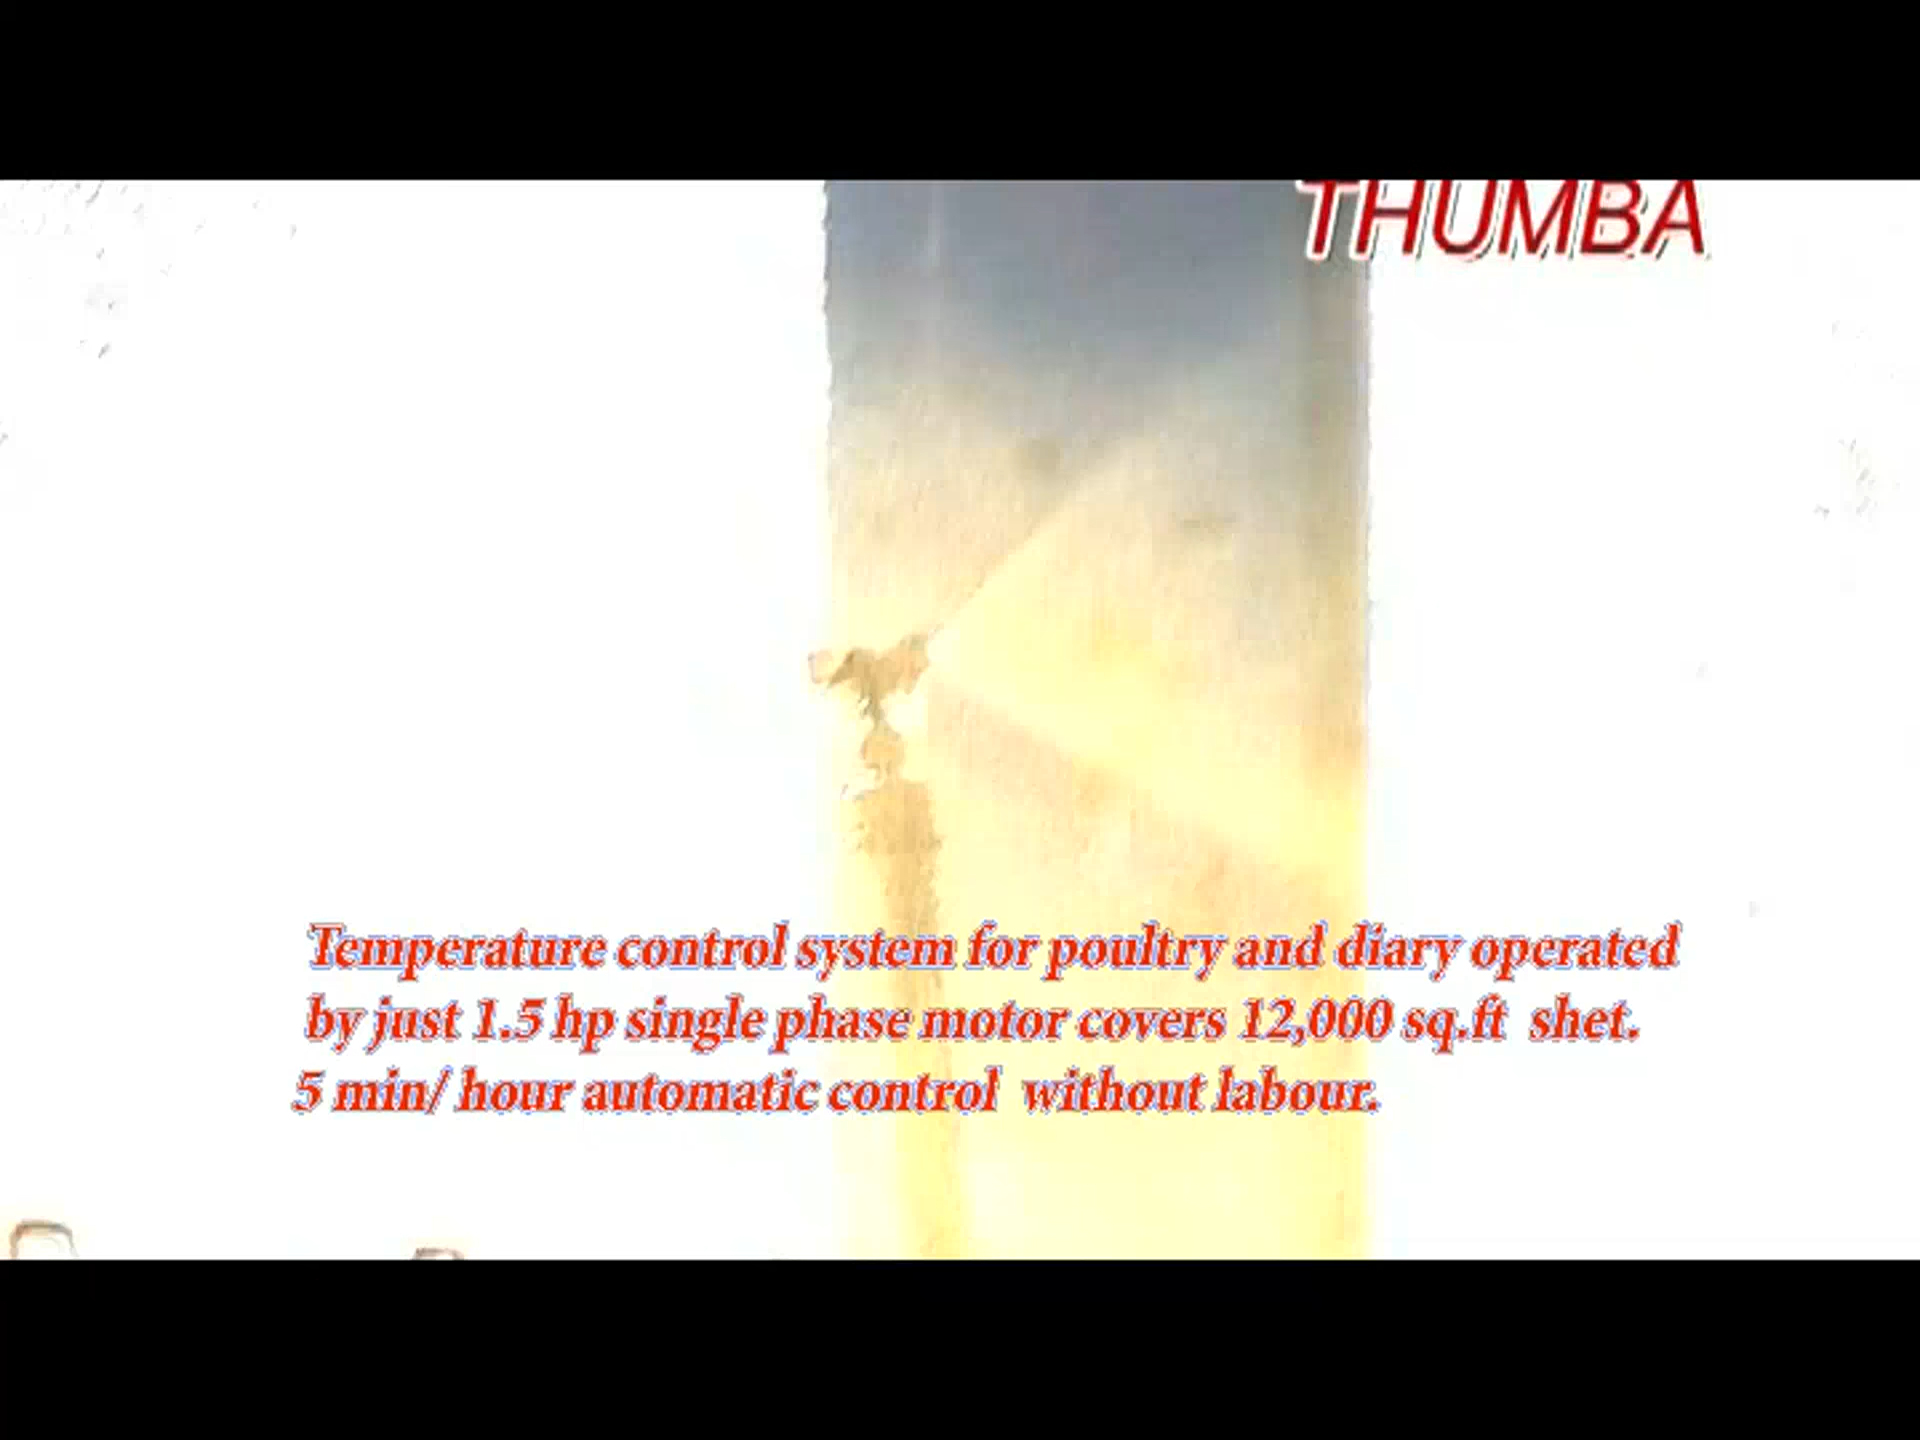 THUMBA
Temperature control system for poultry and diary operated
by just 1.5 hp single phase motor covers 12,000 sq.ft shet.
5 min/ hour automatic control without labour.